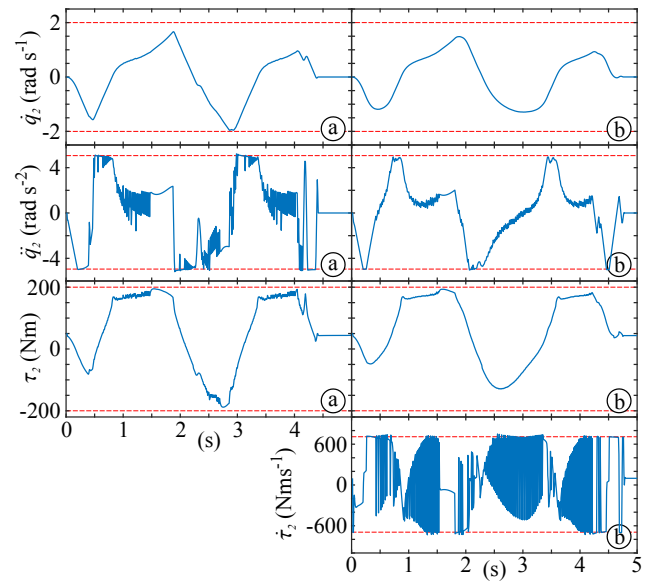 2
0
-2
q̇₂ (rad s⁻¹)
a
b
4
0
-4
q̈₂ (rad s⁻²)
a
b
200
0
-200
τ₂ (Nm)
a
b
0 1 2 3 4
(s)
600
0
-600
τ̇₂ (Nms⁻¹)
b
0 1 2 3 4 5
(s)